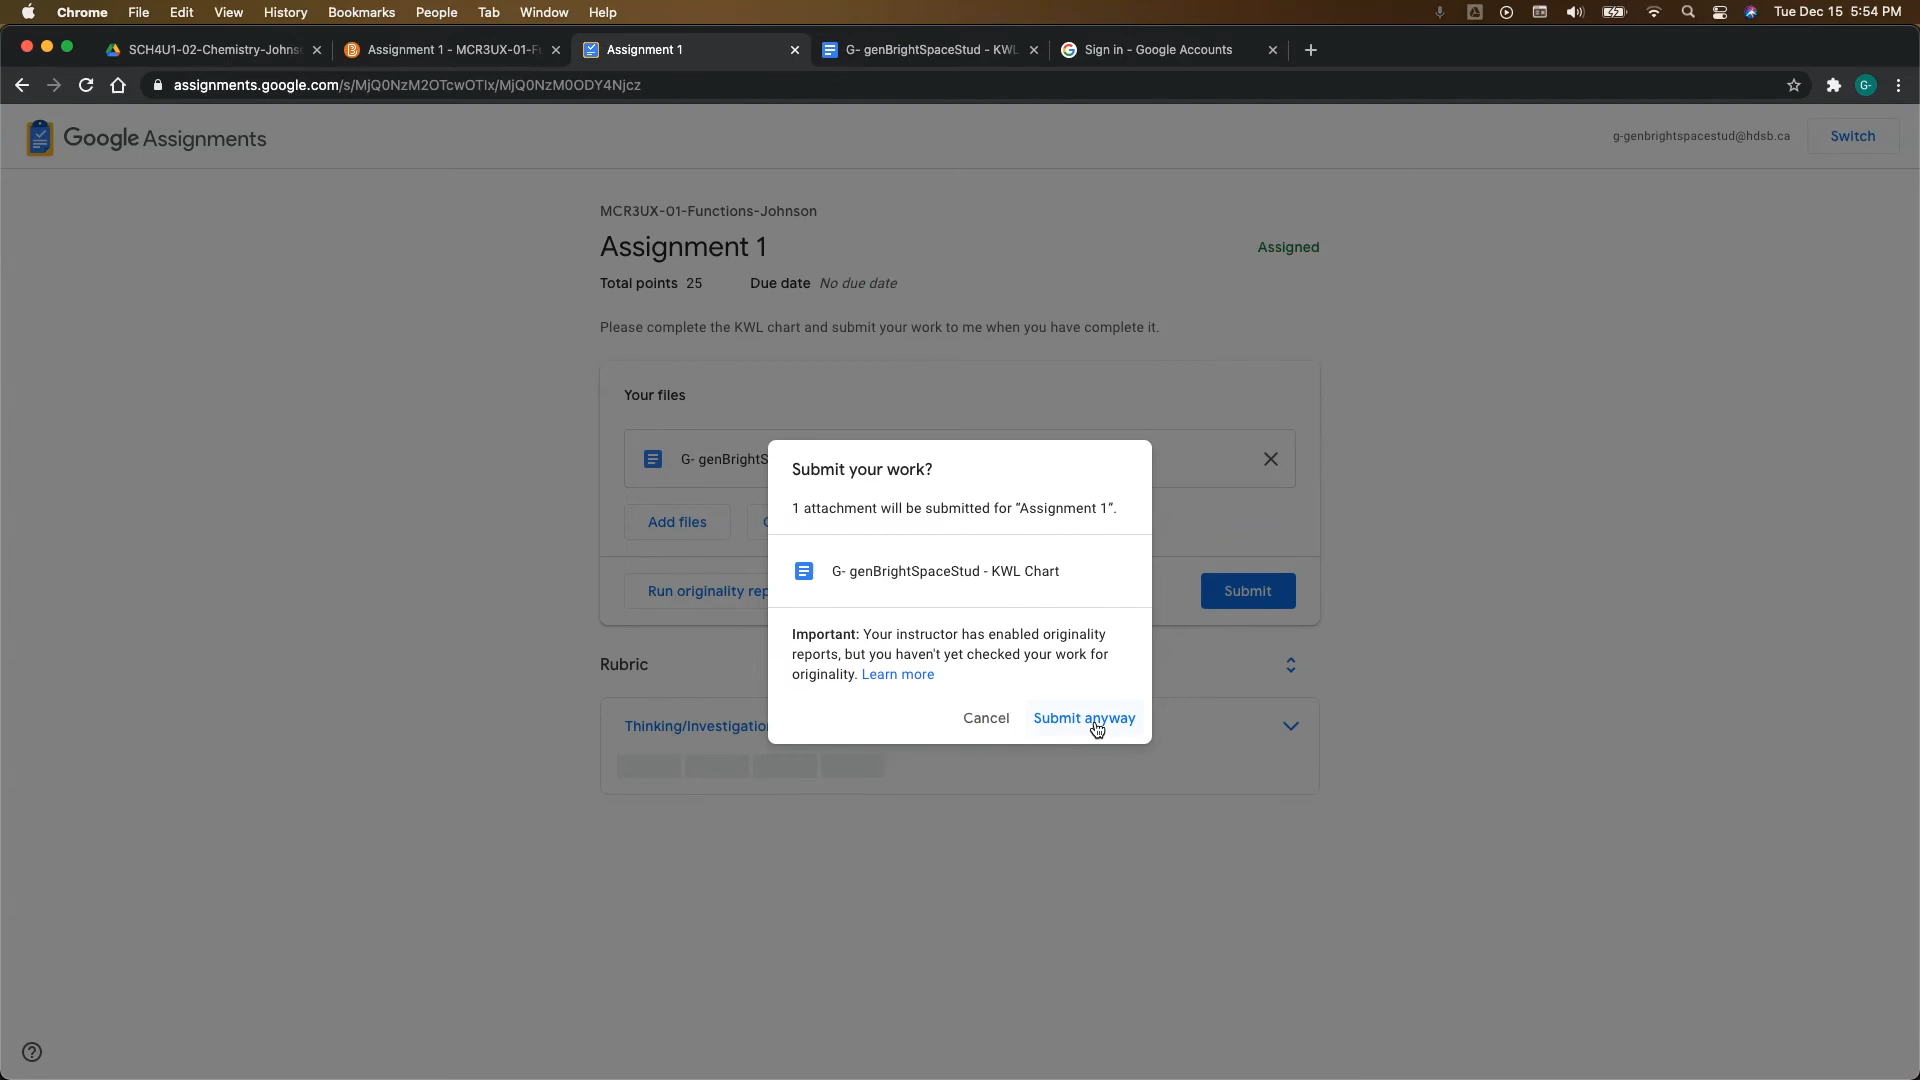 Chrome File Edit View History Bookmarks People Tab Window Help Tue Dec 15 5:54 PM
SCH4U1-02-Chemistry-Johns Assignment 1 - MCR3UX-01-F Assignment 1 G- genBrightSpaceStud - KWL Sign in - Google Accounts
assignments.google.com/s/MjQ0NzM2OTcwOTIx/MjQ0NzM0ODY4Njcz G-
Google Assignments g-genbrightspacestud@hdsb.ca Switch
MCR3UX-01-Functions-Johnson
Assignment 1 Assigned
Total points 25 Due date No due date
Please complete the KWL chart and submit your work to me when you have complete it.
Your files
G- genBrightS
Add files
Run originality rep Submit
Rubric
Thinking/Investigatio
Submit your work?
1 attachment will be submitted for “Assignment 1”.
G- genBrightSpaceStud - KWL Chart
Important: Your instructor has enabled originality
reports, but you haven't yet checked your work for
originality. Learn more
Cancel Submit anyway